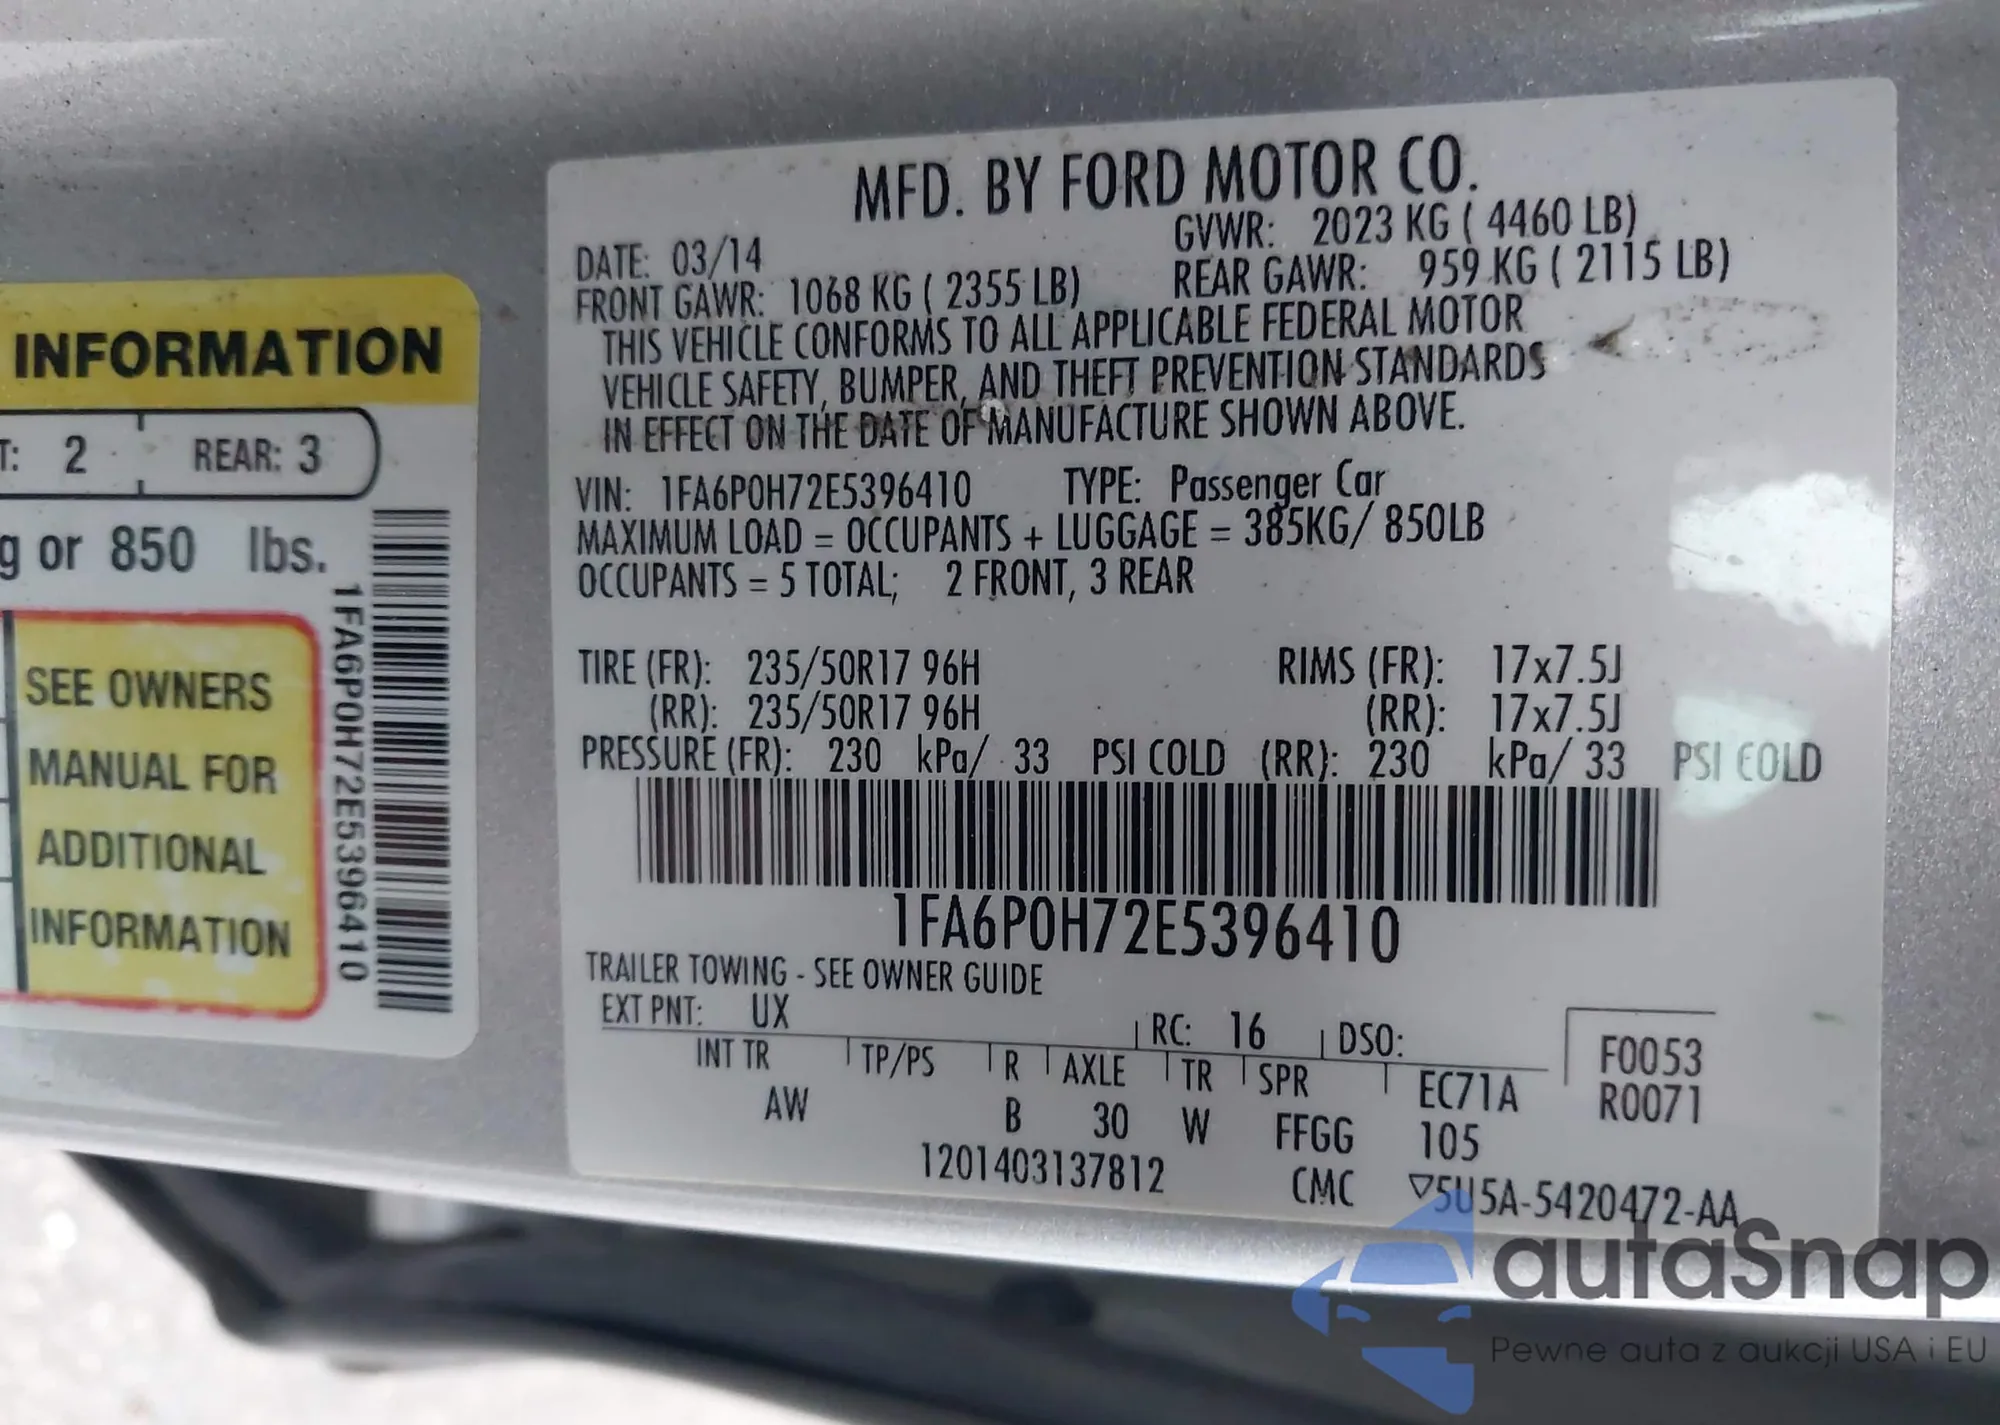 MFD. BY FORD MOTOR CO.
DATE: 03/14
GVWR: 2023 KG ( 4460 LB)
FRONT GAWR: 1068 KG ( 2355 LB)
REAR GAWR: 959 KG ( 2115 LB)
THIS VEHICLE CONFORMS TO ALL APPLICABLE FEDERAL MOTOR
VEHICLE SAFETY, BUMPER, AND THEFT PREVENTION STANDARDS
IN EFFECT ON THE DATE OF MANUFACTURE SHOWN ABOVE.
VIN: 1FA6P0H72E5396410 TYPE: Passenger Car
MAXIMUM LOAD = OCCUPANTS + LUGGAGE = 385KG/ 850LB
OCCUPANTS = 5 TOTAL; 2 FRONT, 3 REAR
TIRE (FR): 235/50R17 96H RIMS (FR): 17x7.5J
(RR): 235/50R17 96H (RR): 17x7.5J
PRESSURE (FR): 230 kPa/ 33 PSI COLD (RR): 230 kPa/ 33 PSI COLD
1FA6P0H72E5396410
TRAILER TOWING - SEE OWNER GUIDE
EXT PNT: UX RC: 16 DSO: F0053
INT TR TP/PS R AXLE TR SPR EC71A R0071
AW B 30 W FFGG 105
1201403137812 CMC ▽5U5A-5420472-AA
INFORMATION
T: 2 REAR: 3
g or 850 lbs.
SEE OWNERS
MANUAL FOR
ADDITIONAL
INFORMATION
1FA6P0H72E5396410
autaSnap
Pewne auta z aukcji USA i EU